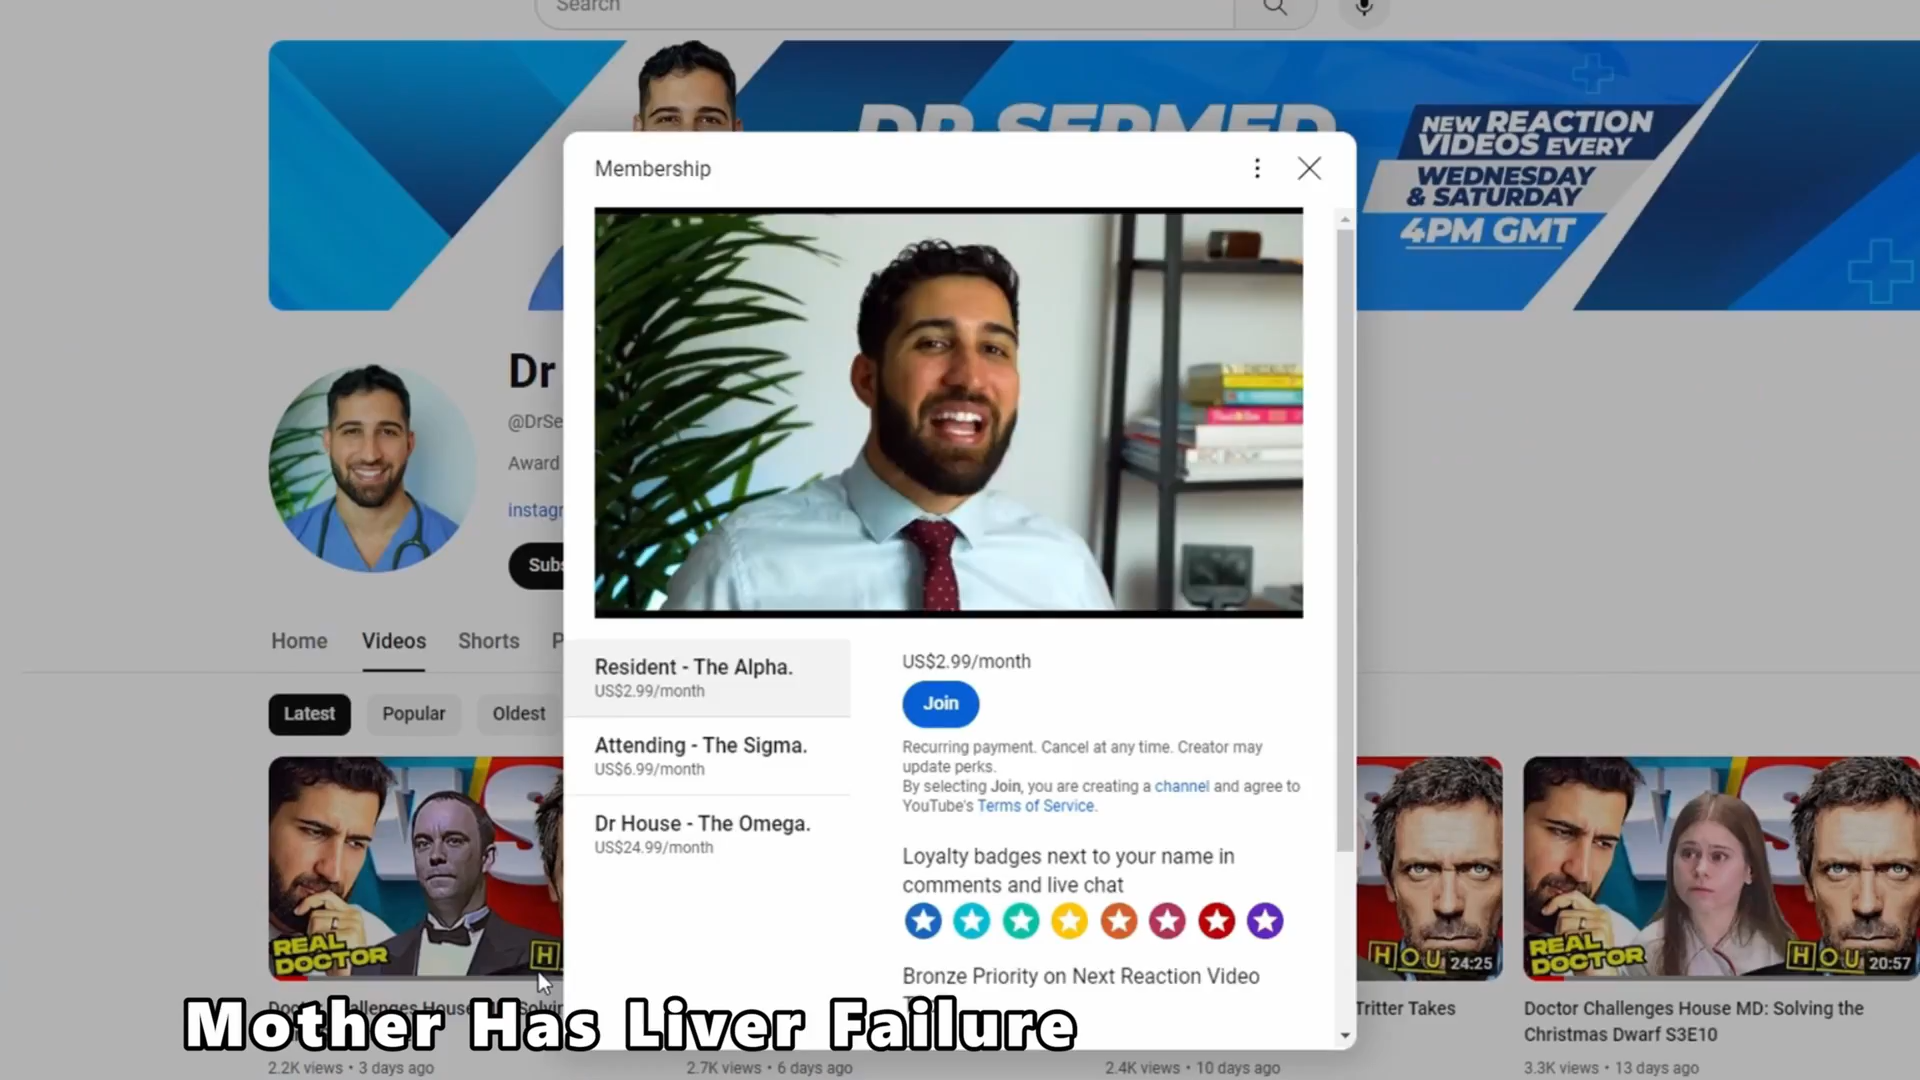 Search
DR SERMED
NEW REACTION
VIDEOS EVERY
WEDNESDAY
& SATURDAY
4PM GMT
Membership
Dr
@DrSe
Award
instagr
Subs
Home Videos Shorts P
Latest Popular Oldest
Resident - The Alpha.
US$2.99/month
Attending - The Sigma.
US$6.99/month
Dr House - The Omega.
US$24.99/month
US$2.99/month
Join
Recurring payment. Cancel at any time. Creator may
update perks.
By selecting Join, you are creating a channel and agree to
YouTube's Terms of Service.
Loyalty badges next to your name in
comments and live chat
Bronze Priority on Next Reaction Video
REAL
DOCTOR
H
HOU
24:25
REAL
DOCTOR
HOU
20:57
Mother Has Liver Failure
Tritter Takes
Doctor Challenges House MD: Solving the
Christmas Dwarf S3E10
2.2K views • 3 days ago
2.7K views • 6 days ago
2.4K views • 10 days ago
3.3K views • 13 days ago